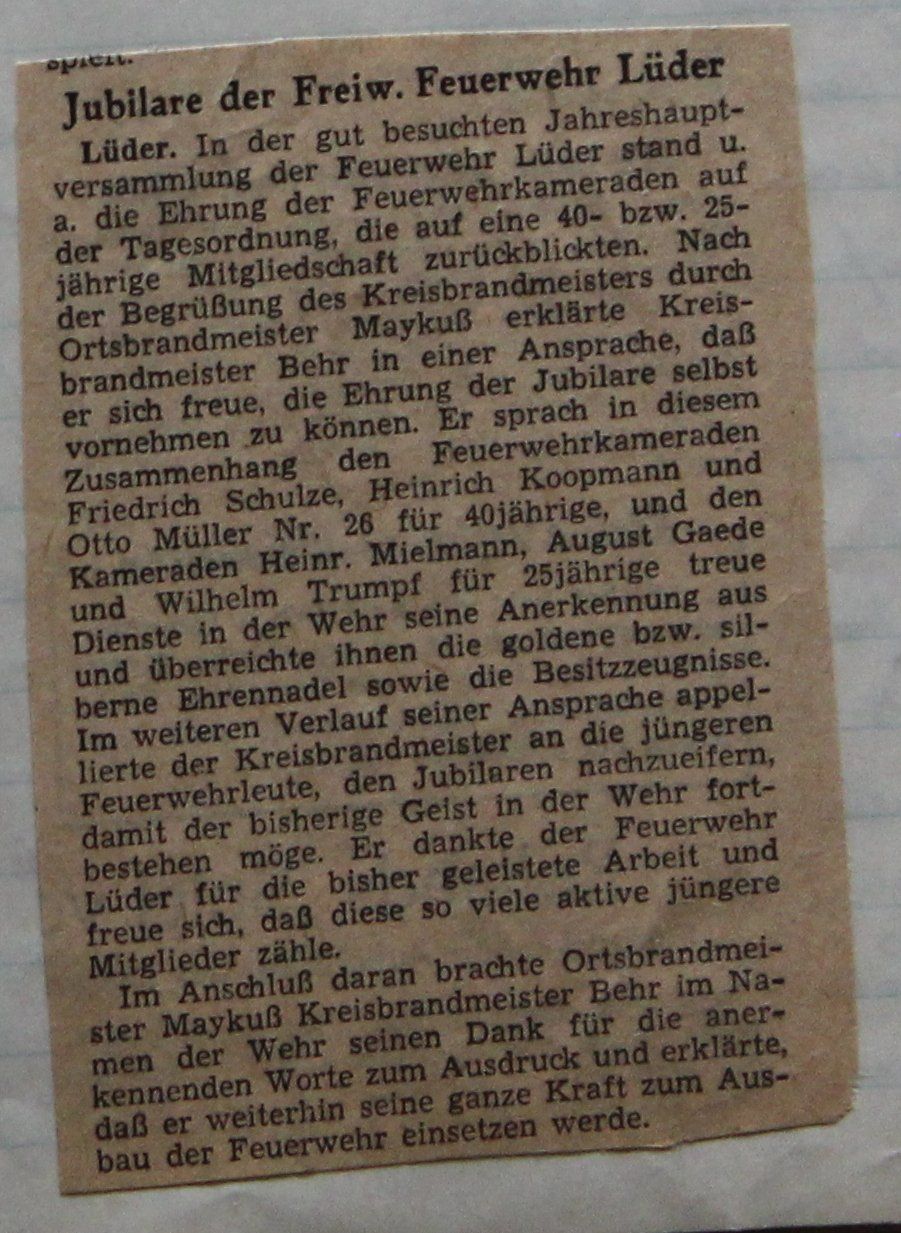 spielt.
Jubilare der Freiw. Feuerwehr Lüder
Lüder. In der gut besuchten Jahreshaupt-
versammlung der Feuerwehr Lüder stand u.
a. die Ehrung der Feuerwehrkameraden auf
der Tagesordnung, die auf eine 40- bzw. 25-
jährige Mitgliedschaft zurückblickten. Nach
der Begrüßung des Kreisbrandmeisters durch
Ortsbrandmeister Maykuß erklärte Kreis-
brandmeister Behr in einer Ansprache, daß
er sich freue, die Ehrung der Jubilare selbst
vornehmen zu können. Er sprach in diesem
Zusammenhang den Feuerwehrkameraden
Friedrich Schulze, Heinrich Koopmann und
Otto Müller Nr. 26 für 40jährige, und den
Kameraden Heinr. Mielmann, August Gaede
und Wilhelm Trumpf für 25jährige treue
Dienste in der Wehr seine Anerkennung aus
und überreichte ihnen die goldene bzw. sil-
berne Ehrennadel sowie die Besitzzeugnisse.
Im weiteren Verlauf seiner Ansprache appel-
lierte der Kreisbrandmeister an die jüngeren
Feuerwehrleute, den Jubilaren nachzueifern,
damit der bisherige Geist in der Wehr fort-
bestehen möge. Er dankte der Feuerwehr
Lüder für die bisher geleistete Arbeit und
freue sich, daß diese so viele aktive jüngere
Mitglieder zähle.
Im Anschluß daran brachte Ortsbrandmei-
ster Maykuß Kreisbrandmeister Behr im Na-
men der Wehr seinen Dank für die aner-
kennenden Worte zum Ausdruck und erklärte,
daß er weiterhin seine ganze Kraft zum Aus-
bau der Feuerwehr einsetzen werde.